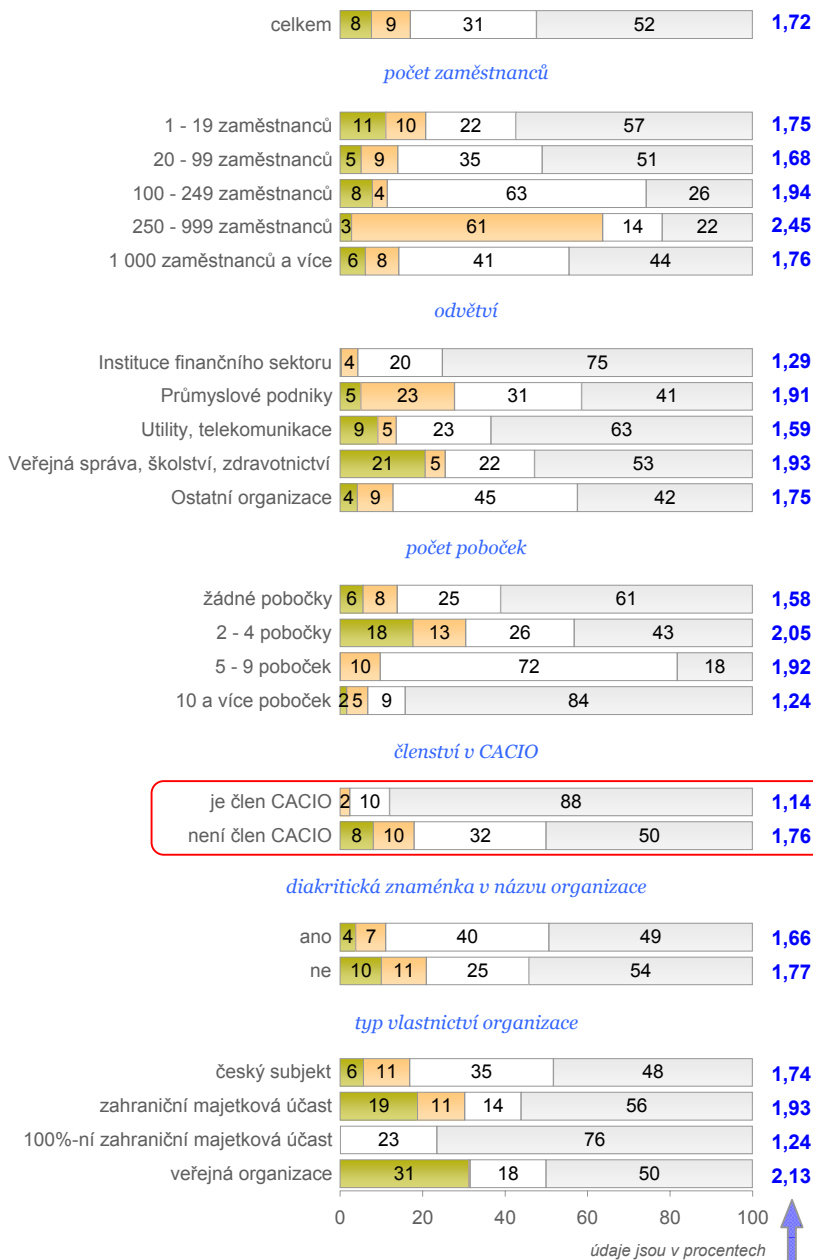 celkem 8 9 31 52 1,72
počet zaměstnanců
1 - 19 zaměstnanců 11 10 22 57 1,75
20 - 99 zaměstnanců 5 9 35 51 1,68
100 - 249 zaměstnanců 8 4 63 26 1,94
250 - 999 zaměstnanců 3 61 14 22 2,45
1 000 zaměstnanců a více 6 8 41 44 1,76
odvětví
Instituce finančního sektoru 4 20 75 1,29
Průmyslové podniky 5 23 31 41 1,91
Utility, telekomunikace 9 5 23 63 1,59
Veřejná správa, školství, zdravotnictví 21 5 22 53 1,93
Ostatní organizace 4 9 45 42 1,75
počet poboček
žádné pobočky 6 8 25 61 1,58
2 - 4 pobočky 18 13 26 43 2,05
5 - 9 poboček 10 72 18 1,92
10 a více poboček 2 5 9 84 1,24
členství v CACIO
je člen CACIO 2 10 88 1,14
není člen CACIO 8 10 32 50 1,76
diakritická znaménka v názvu organizace
ano 4 7 40 49 1,66
ne 10 11 25 54 1,77
typ vlastnictví organizace
český subjekt 6 11 35 48 1,74
zahraniční majetková účast 19 11 14 56 1,93
100%-ní zahraniční majetková účast 23 76 1,24
veřejná organizace 31 18 50 2,13
0 20 40 60 80 100
údaje jsou v procentech